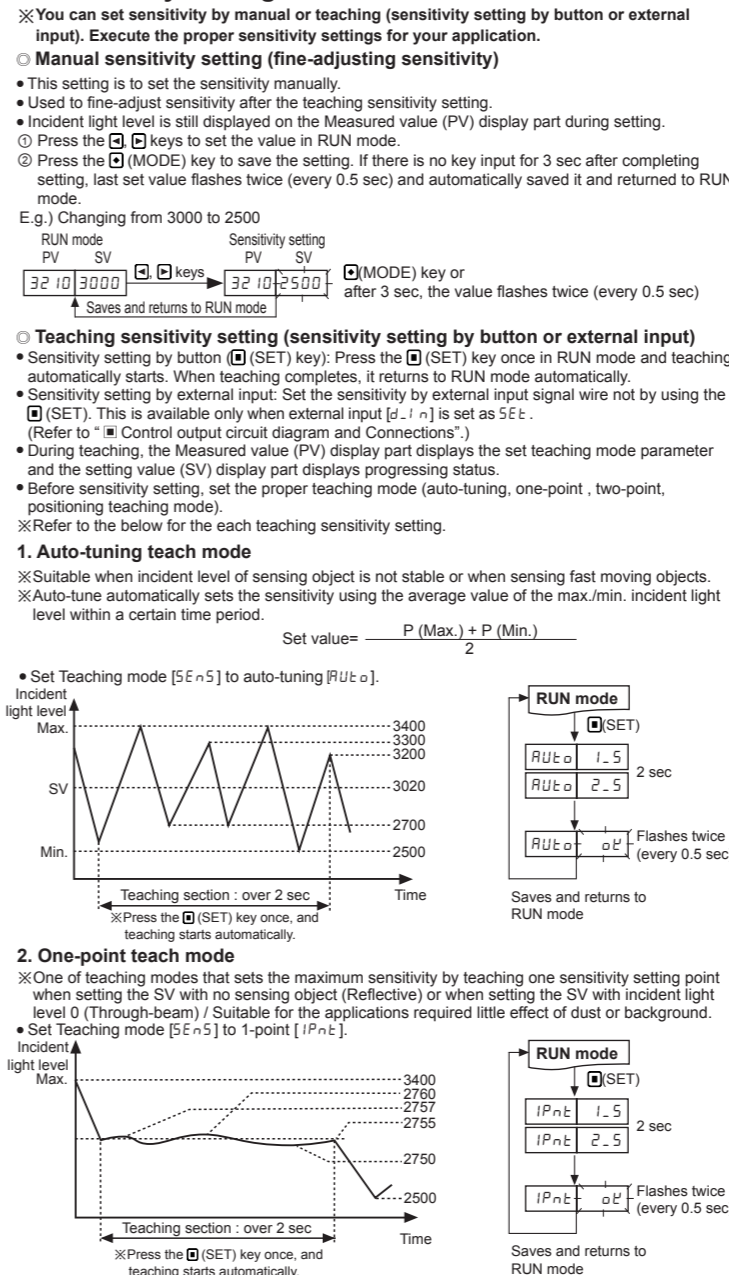 ※You can set sensitivity by manual or teaching (sensitivity setting by button or external
input). Execute the proper sensitivity settings for your application.
◎ Manual sensitivity setting (fine-adjusting sensitivity)
● This setting is to set the sensitivity manually.
● Used to fine-adjust sensitivity after the teaching sensitivity setting.
● Incident light level is still displayed on the Measured value (PV) display part during setting.
① Press the ◀, ▶ keys to set the value in RUN mode.
② Press the (MODE) key to save the setting. If there is no key input for 3 sec after completing
setting, last set value flashes twice (every 0.5 sec) and automatically saved it and returned to RUN
mode.
E.g.) Changing from 3000 to 2500
RUN mode
Sensitivity setting
PV SV
PV SV
3210 3000
◀, ▶ keys
3210 2500
(MODE) key or
after 3 sec, the value flashes twice (every 0.5 sec)
Saves and returns to RUN mode
◎ Teaching sensitivity setting (sensitivity setting by button or external input)
● Sensitivity setting by button (■ (SET) key): Press the ■ (SET) key once in RUN mode and teaching
automatically starts. When teaching completes, it returns to RUN mode automatically.
● Sensitivity setting by external input: Set the sensitivity by external input signal wire not by using the
■ (SET). This is available only when external input [d-In] is set as SEt.
(Refer to “ ▣ Control output circuit diagram and Connections”.)
● During teaching, the Measured value (PV) display part displays the set teaching mode parameter
and the setting value (SV) display part displays progressing status.
● Before sensitivity setting, set the proper teaching mode (auto-tuning, one-point , two-point,
positioning teaching mode).
※Refer to the below for the each teaching sensitivity setting.
1. Auto-tuning teach mode
※Suitable when incident level of sensing object is not stable or when sensing fast moving objects.
※Auto-tune automatically sets the sensitivity using the average value of the max./min. incident light
level within a certain time period.
Set value= P (Max.) + P (Min.)
2
● Set Teaching mode [SEnS] to auto-tuning [AUto].
Incident
light level
Max.
SV
Min.
3400
3300
3200
3020
2700
2500
Teaching section : over 2 sec
Time
※Press the ■ (SET) key once, and
teaching starts automatically.
RUN mode
■(SET)
AUto 1-S
AUto 2-S
2 sec
AUto oK
Flashes twice
(every 0.5 sec
Saves and returns to
RUN mode
2. One-point teach mode
※One of teaching modes that sets the maximum sensitivity by teaching one sensitivity setting point
when setting the SV with no sensing object (Reflective) or when setting the SV with incident light
level 0 (Through-beam) / Suitable for the applications required little effect of dust or background.
● Set Teaching mode [SEnS] to 1-point [1Pnt].
Incident
light level
Max.
3400
2760
2757
2755
2750
2500
Teaching section : over 2 sec
Time
※Press the ■ (SET) key once, and
teaching starts automatically.
RUN mode
■(SET)
1Pnt 1-S
1Pnt 2-S
2 sec
1Pnt oK
Flashes twice
(every 0.5 sec
Saves and returns to
RUN mode